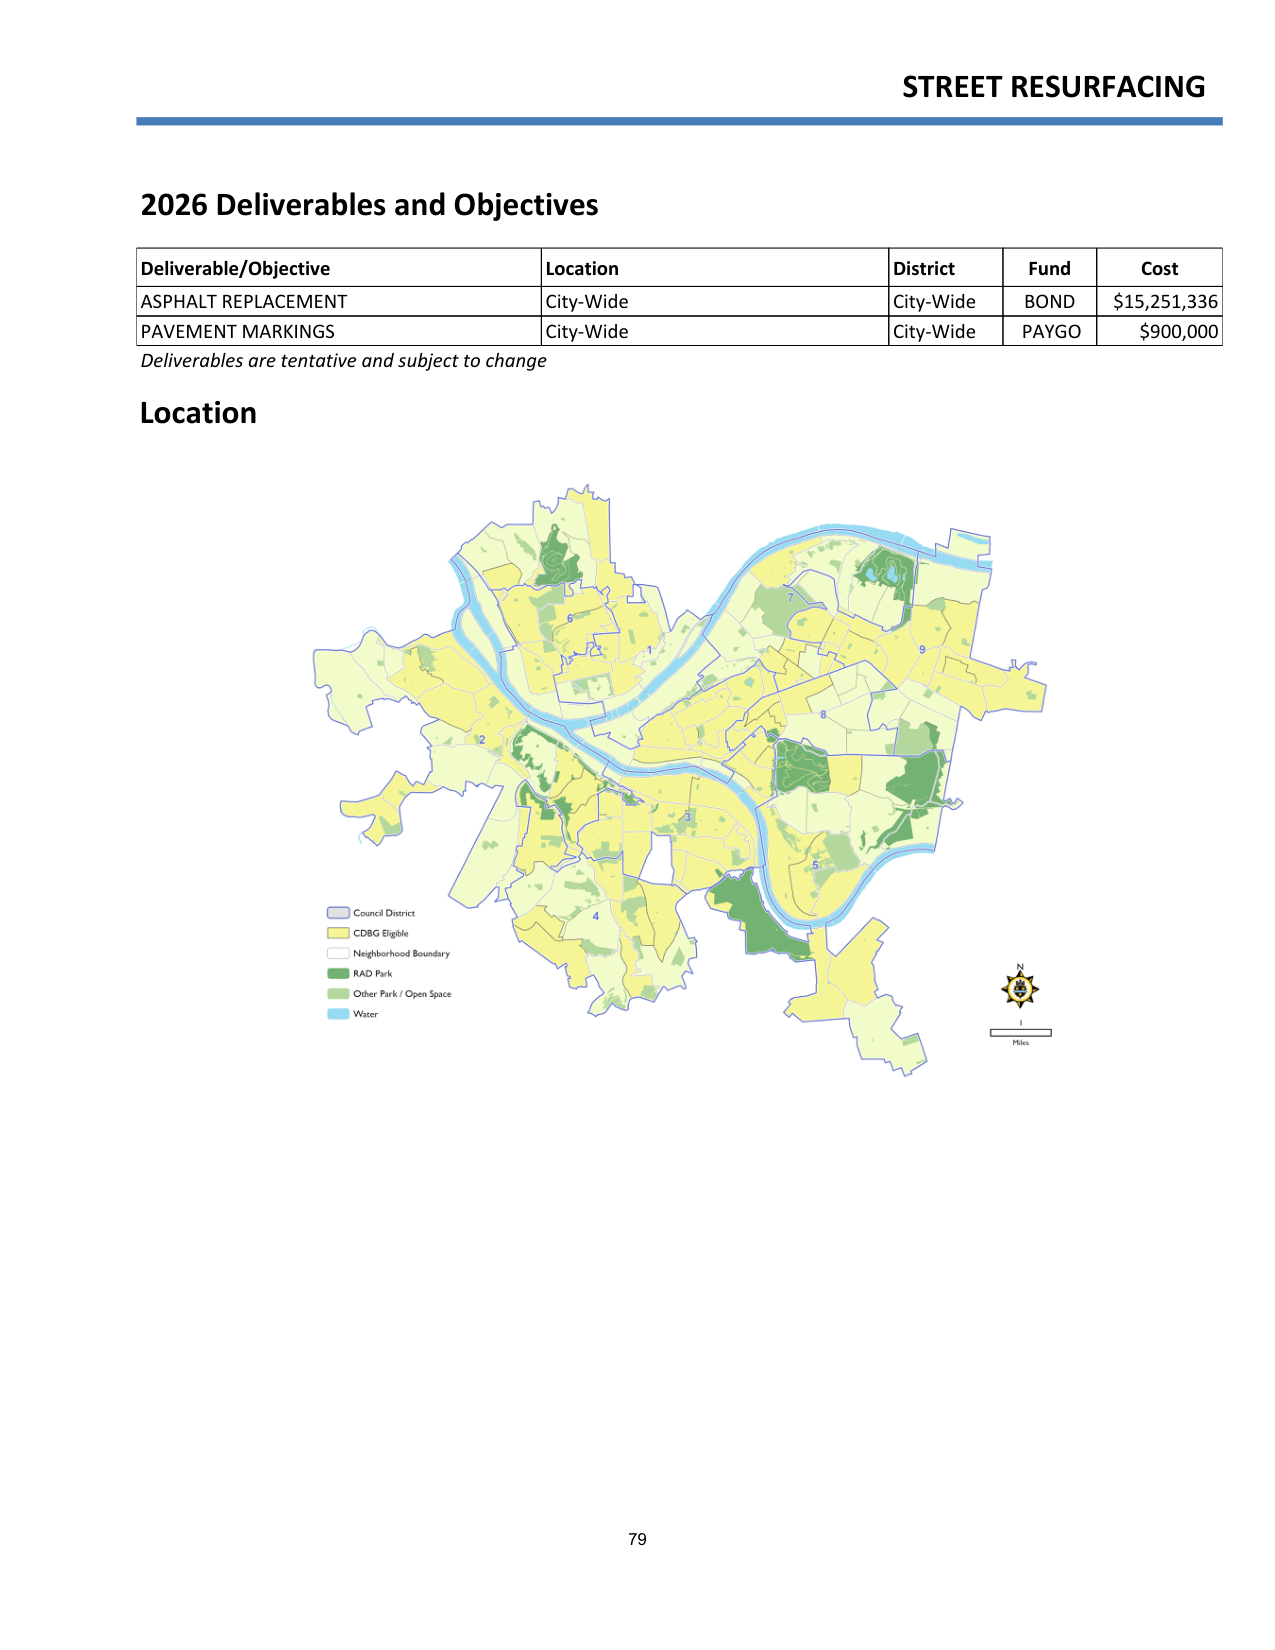 STREET RESURFACING
2026 Deliverables and Objectives
Deliverable/Objective Location District Fund Cost
ASPHALT REPLACEMENT City-Wide City-Wide BOND $15,251,336
PAVEMENT MARKINGS City-Wide City-Wide PAYGO $900,000
Deliverables are tentative and subject to change
Location
7
6
1
9
8
2
3
5
4
Council District
CDBG Eligible
Neighborhood Boundary
RAD Park
Other Park / Open Space
Water
N
1
Miles
79